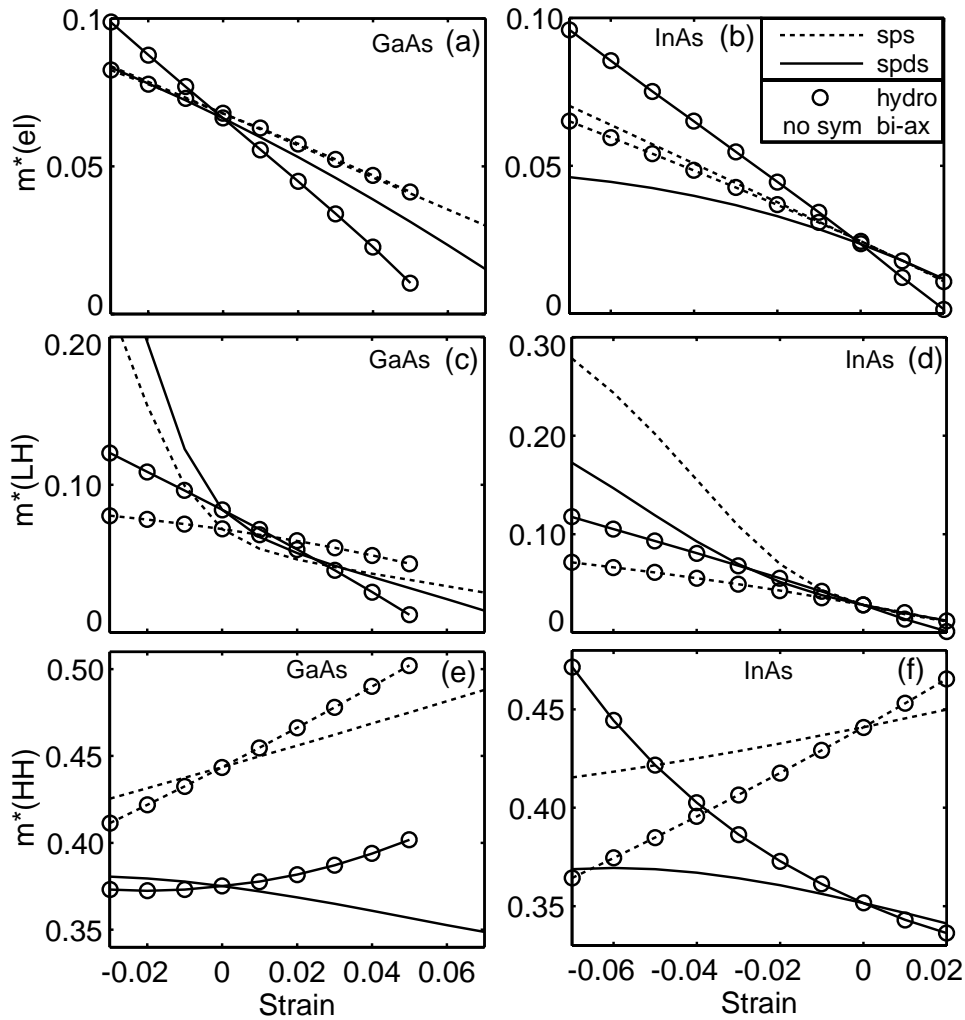 0.10
0.05
0
m*(el)
GaAs (a)
0.10
0.05
0
InAs (b)
sps
spds
hydro
no sym bi-ax
0.20
0.10
0
m*(LH)
GaAs (c)
0.30
0.20
0.10
0
InAs (d)
0.50
0.45
0.40
0.35
m*(HH)
GaAs (e)
-0.02 0 0.02 0.04 0.06
Strain
0.45
0.40
0.35
InAs (f)
-0.06 -0.04 -0.02 0 0.02
Strain